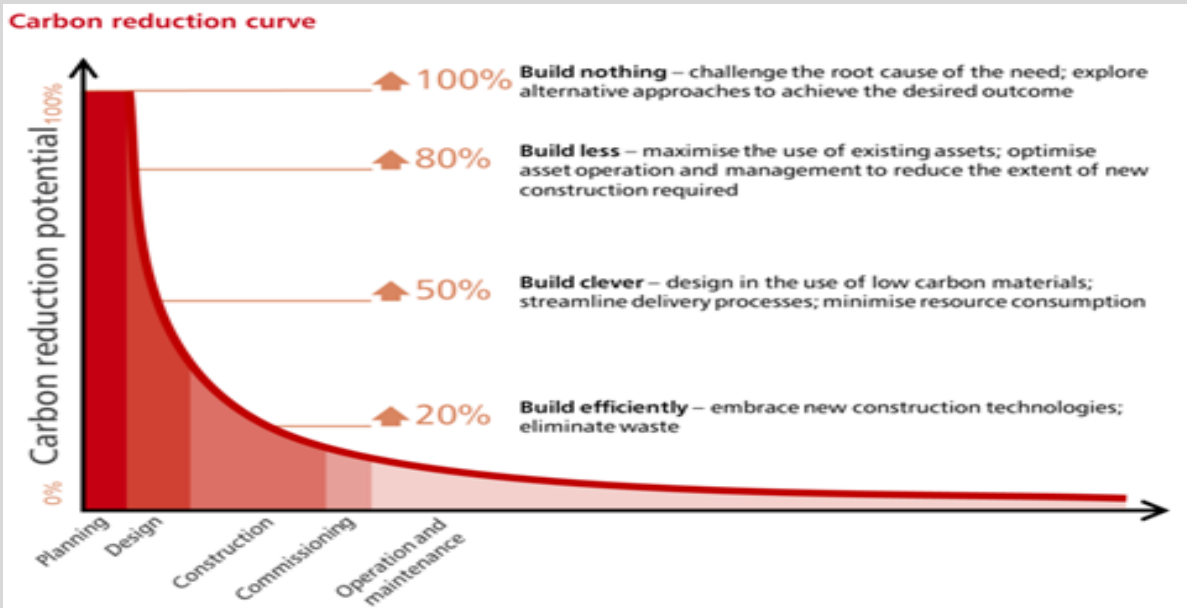 Carbon reduction curve
Carbon reduction potential
100%
0%
100%
Build nothing – challenge the root cause of the need; explore
alternative approaches to achieve the desired outcome
80%
Build less – maximise the use of existing assets; optimise
asset operation and management to reduce the extent of new
construction required
50%
Build clever – design in the use of low carbon materials;
streamline delivery processes; minimise resource consumption
20%
Build efficiently – embrace new construction technologies;
eliminate waste
Planning
Design
Construction
Commissioning
Operation and
maintenance